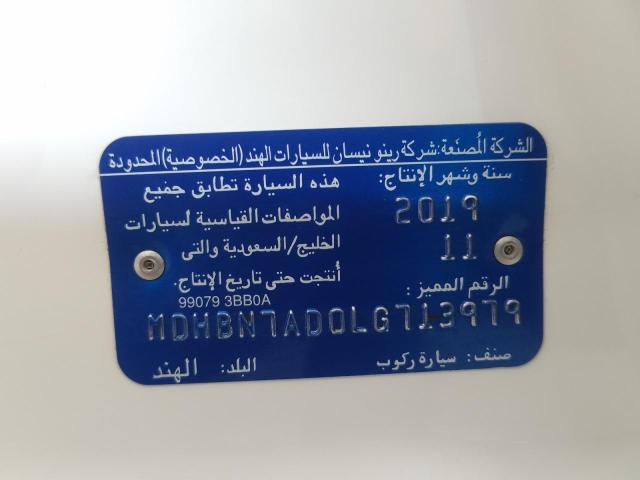 الشركة المُصنعة: شركة رينو نيسان للسيارات الهند (الخصوصية) المحدودة
سنة وشهر الإنتاج:
2019
11
هذه السيارة تطابق جميع
المواصفات القياسية لسيارات
الخليج/السعودية والتى
أُنتجت حتى تاريخ الإنتاج.
99079 3BB0A
الرقم المميز:
MDHBN7AD0LG713979
صنف: سيارة ركوب
البلد: الهند